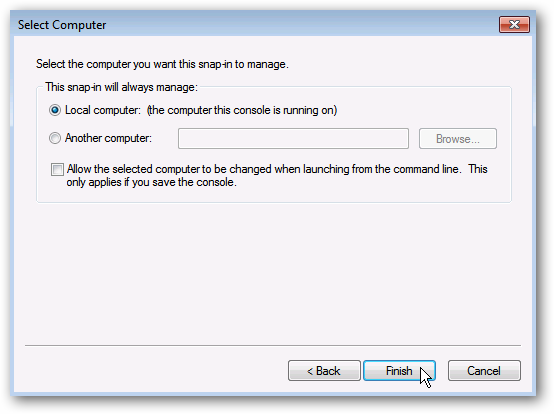 Select Computer
Select the computer you want this snap-in to manage.
This snap-in will always manage:
Local computer:  (the computer this console is running on)
Another computer:
Browse...
Allow the selected computer to be changed when launching from the command line.  This
only applies if you save the console.
< Back
Finish
Cancel